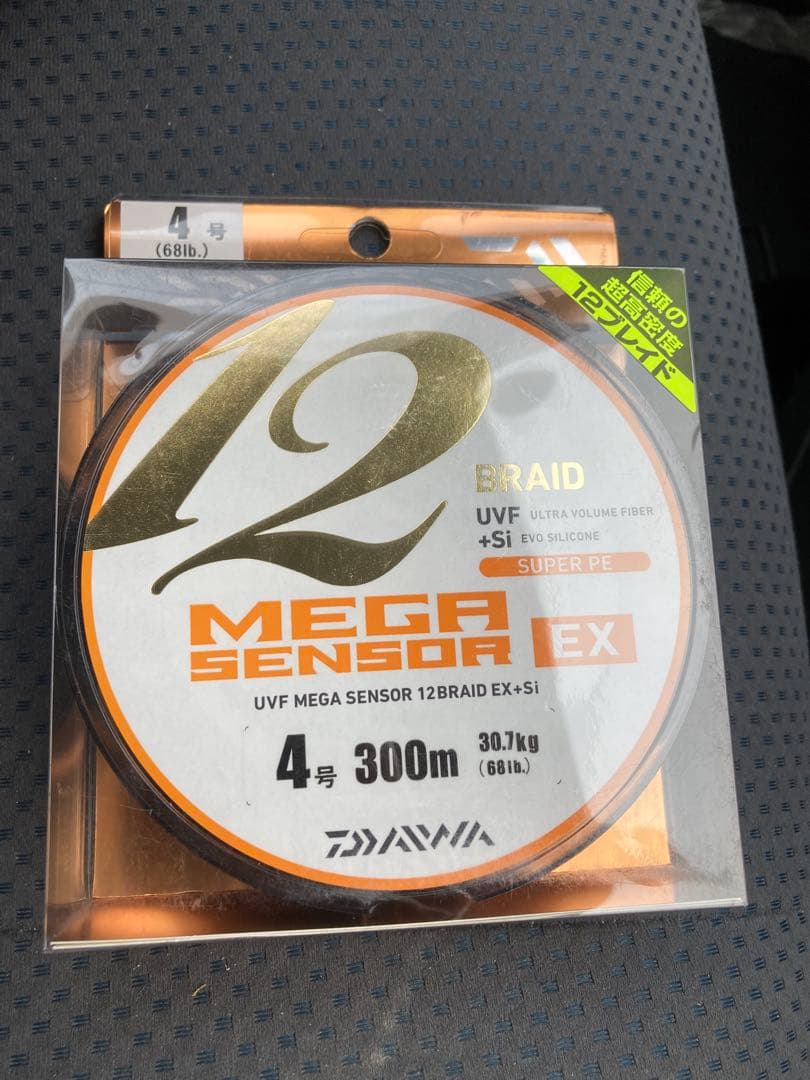 4号
(68lb.)
信頼の
超高密度
12ブレイド
12
BRAID
UVF ULTRA VOLUME FIBER
+Si EVO SILICONE
SUPER PE
MEGA
SENSOR EX
UVF MEGA SENSOR 12BRAID EX+Si
4号 300m 30.7kg
(68lb.)
DAIWA